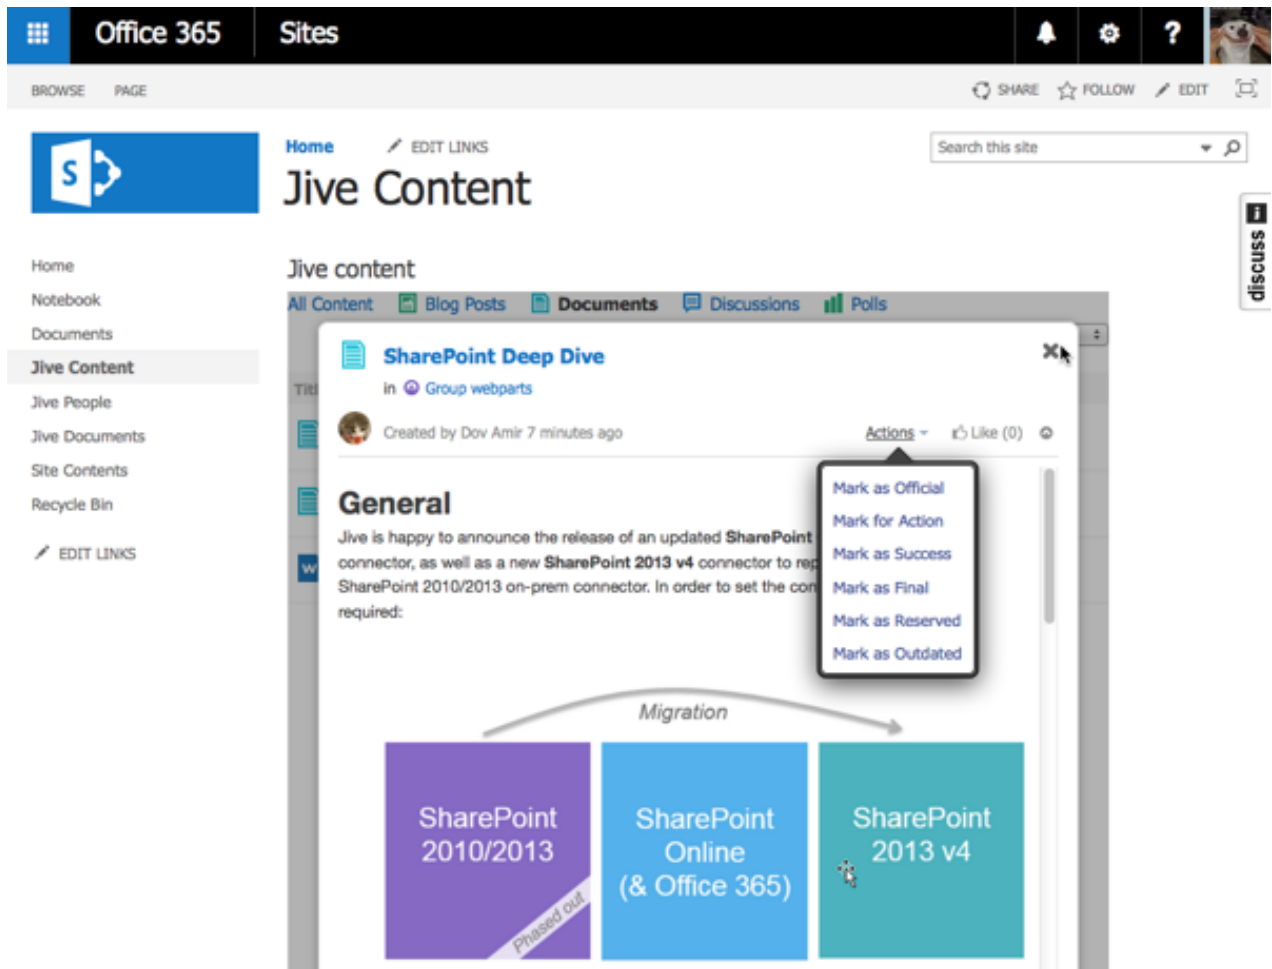 Office 365
Sites
?
BROWSE PAGE
SHARE FOLLOW EDIT
S
Home EDIT LINKS
Search this site
Jive Content
discuss
Home
Notebook
Documents
Jive Content
Jive People
Jive Documents
Site Contents
Recycle Bin
EDIT LINKS
Jive content
All Content Blog Posts Documents Discussions Polls
SharePoint Deep Dive
in Group webparts
Created by Dov Amir 7 minutes ago
Actions Like (0)
Mark as Official
Mark for Action
Mark as Success
Mark as Final
Mark as Reserved
Mark as Outdated
General
Jive is happy to announce the release of an updated SharePoint
connector, as well as a new SharePoint 2013 v4 connector to
SharePoint 2010/2013 on-prem connector. In order to set the
required:
W
Migration
SharePoint
2010/2013
Phased out
SharePoint
Online
(& Office 365)
SharePoint
2013 v4